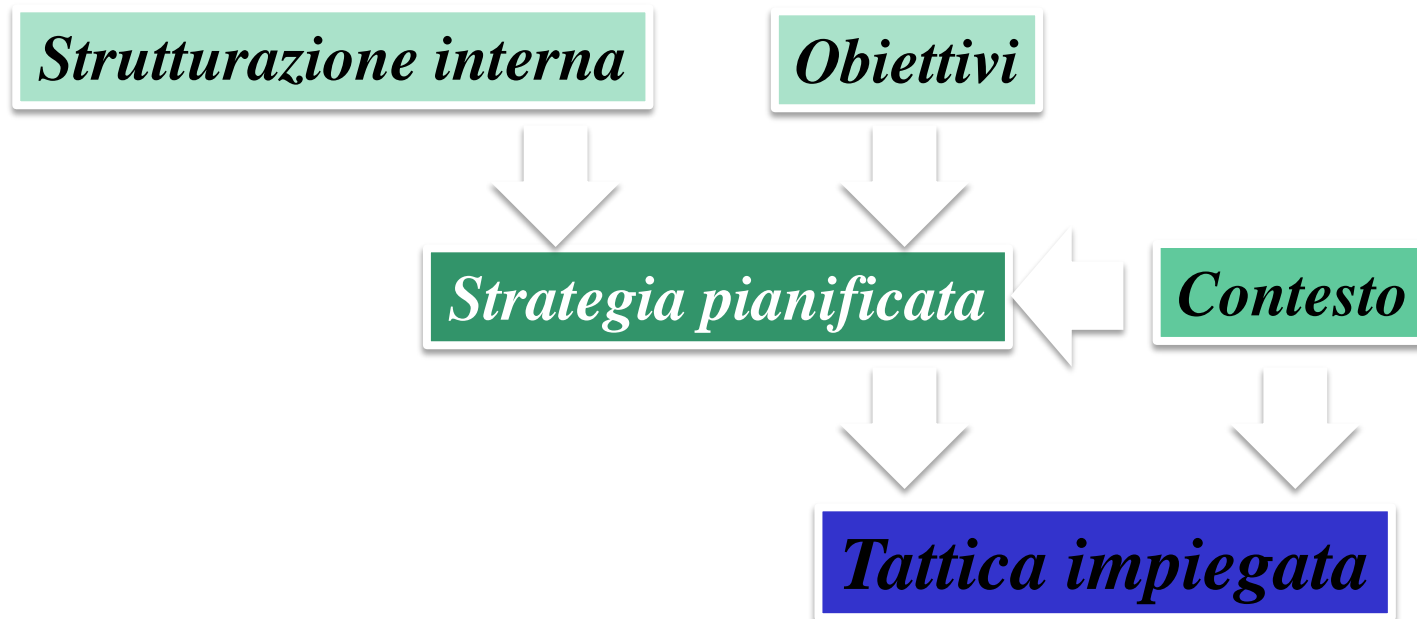 Strutturazione interna
Obiettivi
Strategia pianificata
Contesto
Tattica impiegata